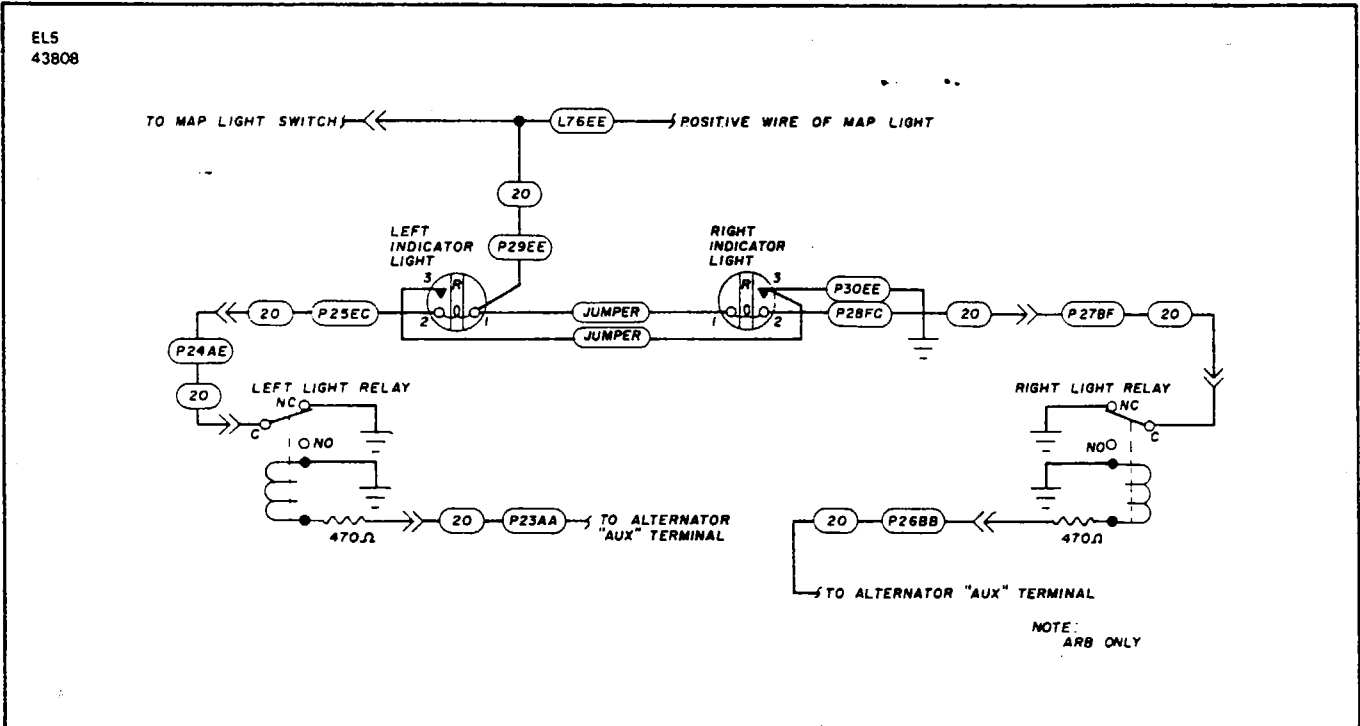 EL5
43808
TO MAP LIGHT SWITCH
L76EE
POSITIVE WIRE OF MAP LIGHT
20
LEFT
INDICATOR
LIGHT
P29EE
RIGHT
INDICATOR
LIGHT
3
R
2
1
3
R
1
2
P30EE
20
P25EC
JUMPER
P28FC
20
P27BF
20
JUMPER
P24AE
20
LEFT LIGHT RELAY
NC
C
NO
RIGHT LIGHT RELAY
NC
C
NO
470Ω
20
P23AA
TO ALTERNATOR
"AUX" TERMINAL
20
P26BB
470Ω
TO ALTERNATOR "AUX" TERMINAL
NOTE:
ARB ONLY